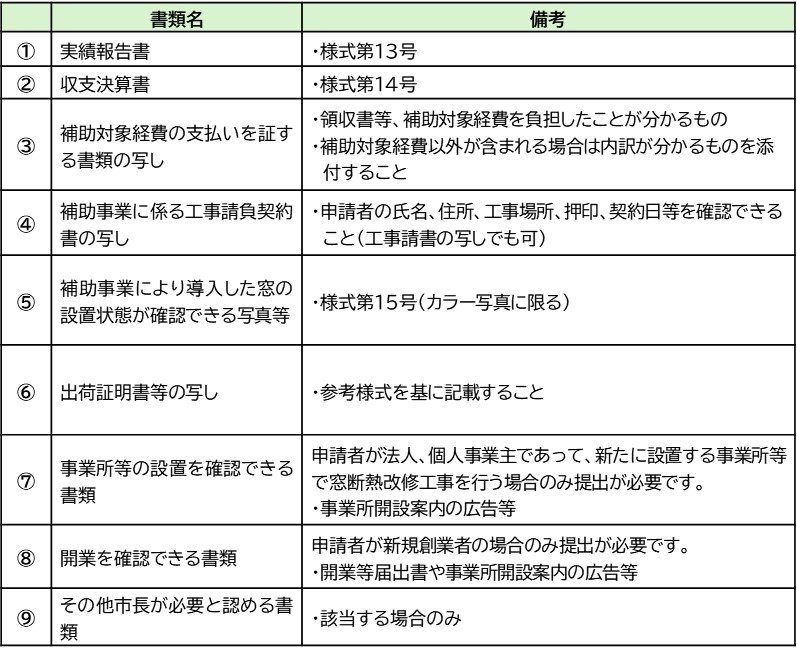 書類名 備考
① 実績報告書 ・様式第13号
② 収支決算書 ・様式第14号
③ 補助対象経費の支払いを証す
る書類の写し
・領収書等、補助対象経費を負担したことが分かるもの
・補助対象経費以外が含まれる場合は内訳が分かるものを添
付すること
④ 補助事業に係る工事請負契約
書の写し
・申請者の氏名、住所、工事場所、押印、契約日等を確認できる
こと（工事請書の写しでも可）
⑤ 補助事業により導入した窓の
設置状態が確認できる写真等
・様式第15号（カラー写真に限る）
⑥ 出荷証明書等の写し ・参考様式を基に記載すること
⑦ 事業所等の設置を確認できる
書類
申請者が法人、個人事業主であって、新たに設置する事業所等
で窓断熱改修工事を行う場合のみ提出が必要です。
・事業所開設案内の広告等
⑧ 開業を確認できる書類
申請者が新規創業者の場合のみ提出が必要です。
・開業等届出書や事業所開設案内の広告等
⑨ その他市長が必要と認める書
類
・該当する場合のみ